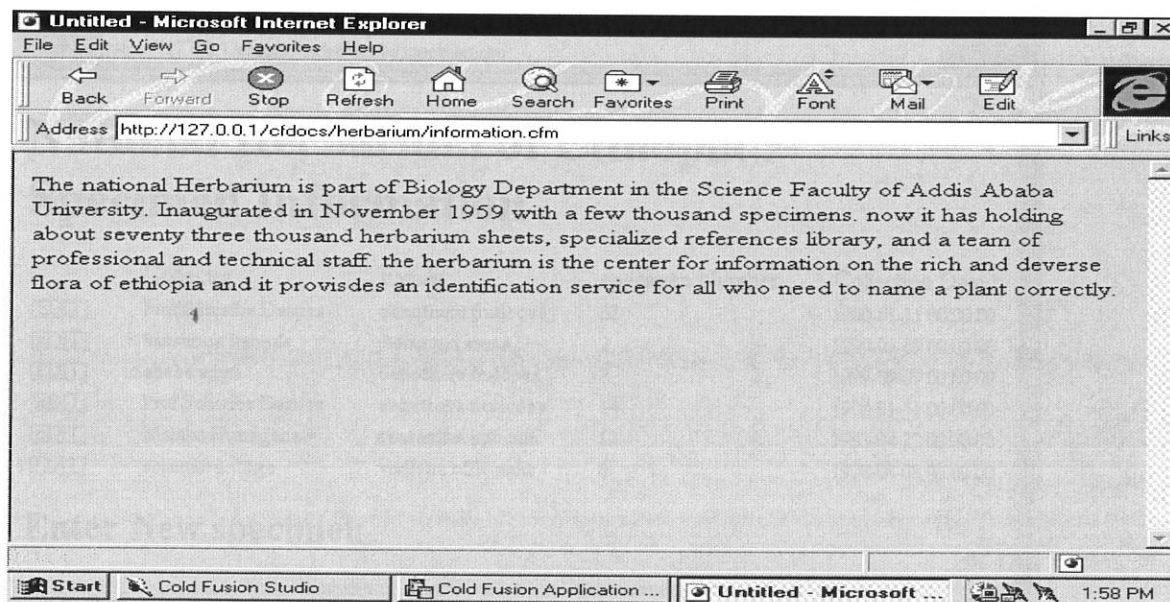 Untitled - Microsoft Internet Explorer
File Edit View Go Favorites Help
Back Forward Stop Refresh Home Search Favorites Print Font Mail Edit
Address http://127.0.0.1/cfdocs/herbarium/information.cfm Links
The national Herbarium is part of Biology Department in the Science Faculty of Addis Ababa
University. Inaugurated in November 1959 with a few thousand specimens. now it has holding
about seventy three thousand herbarium sheets, specialized references library, and a team of
professional and technical staff. the herbarium is the center for information on the rich and deverse
flora of ethiopia and it provisdes an identification service for all who need to name a plant correctly.
Enter New specimen
Start Cold Fusion Studio Cold Fusion Application ... Untitled - Microsoft ... 1:58 PM